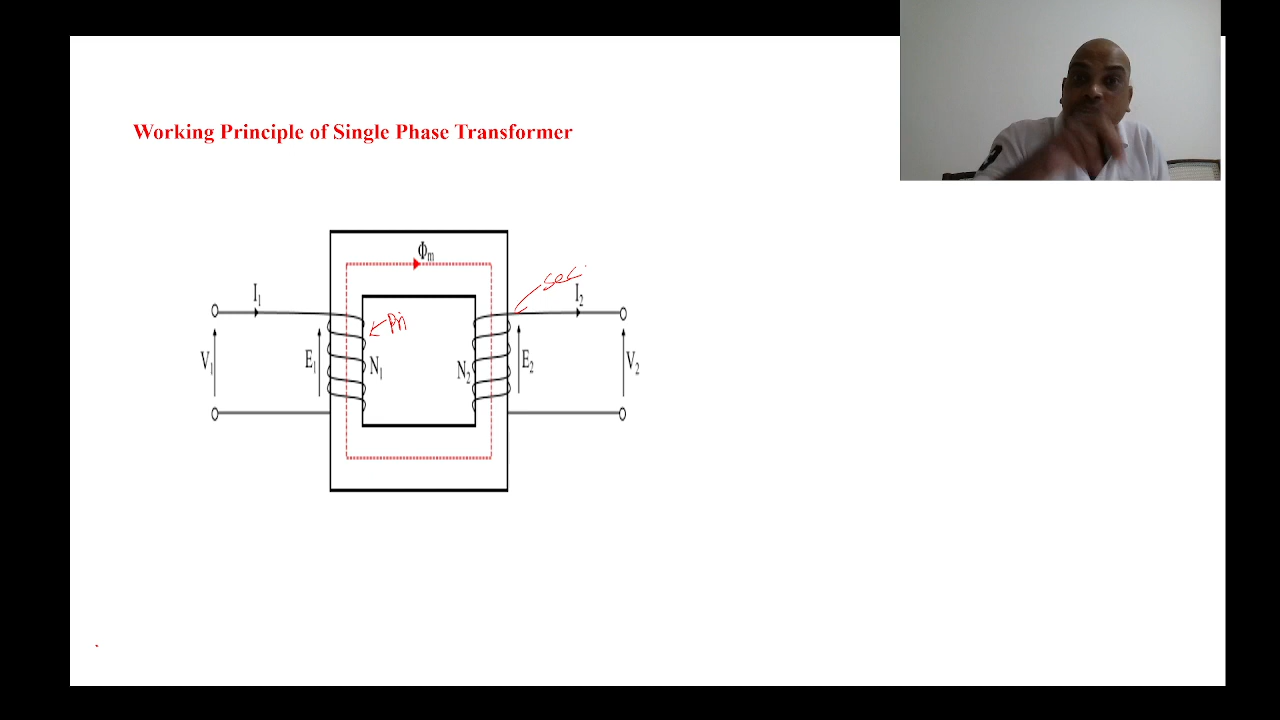 Working Principle of Single Phase Transformer
Φm
sec
I1
I2
Pri
V1
E1
N1
N2
E2
V2